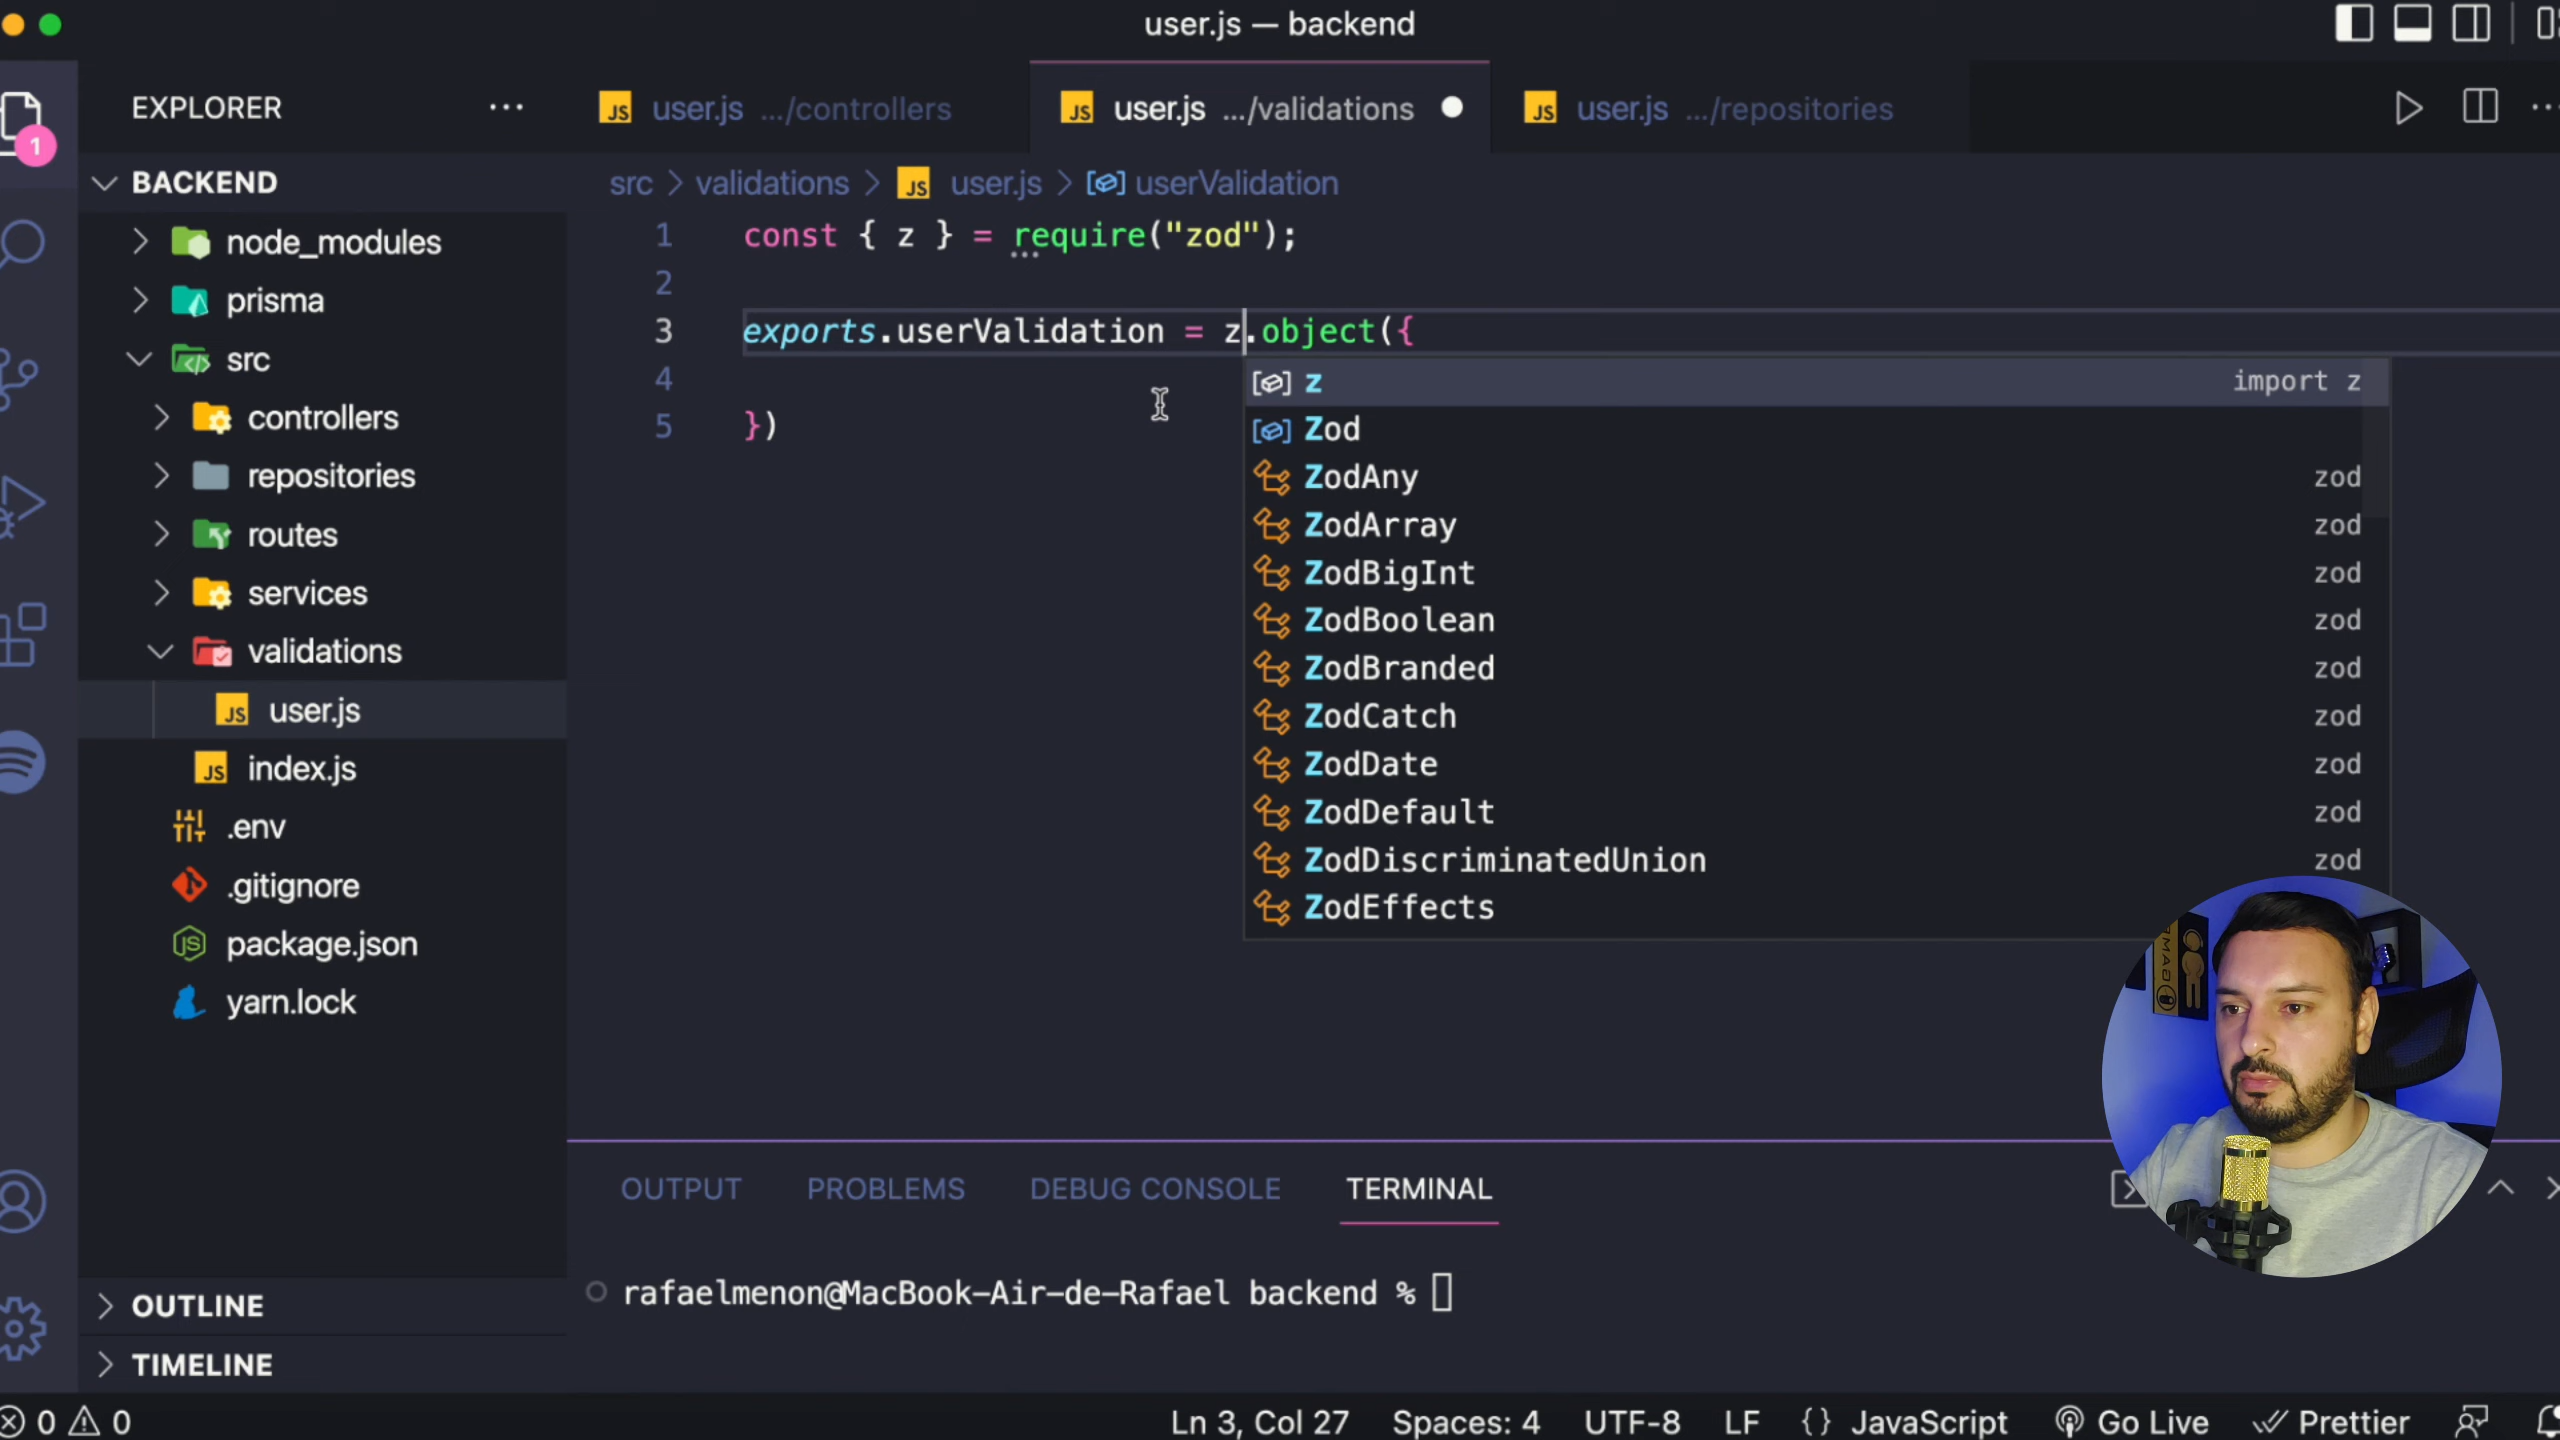 user.js — backend
EXPLORER
user.js .../controllers
user.js .../validations
user.js .../repositories
1
BACKEND
src > validations > JS user.js > userValidation
node_modules
prisma
src
controllers
repositories
routes
services
validations
JS user.js
JS index.js
.env
.gitignore
package.json
yarn.lock
OUTLINE
TIMELINE
1 const { z } = require("zod");
2
3 exports.userValidation = z.object({
4
5 })
z import z
Zod
ZodAny zod
ZodArray zod
ZodBigInt zod
ZodBoolean zod
ZodBranded zod
ZodCatch zod
ZodDate zod
ZodDefault zod
ZodDiscriminatedUnion zod
ZodEffects
OUTPUT PROBLEMS DEBUG CONSOLE TERMINAL
rafaelmenon@MacBook-Air-de-Rafael backend %
0 0 Ln 3, Col 27 Spaces: 4 UTF-8 LF {} JavaScript Go Live Prettier